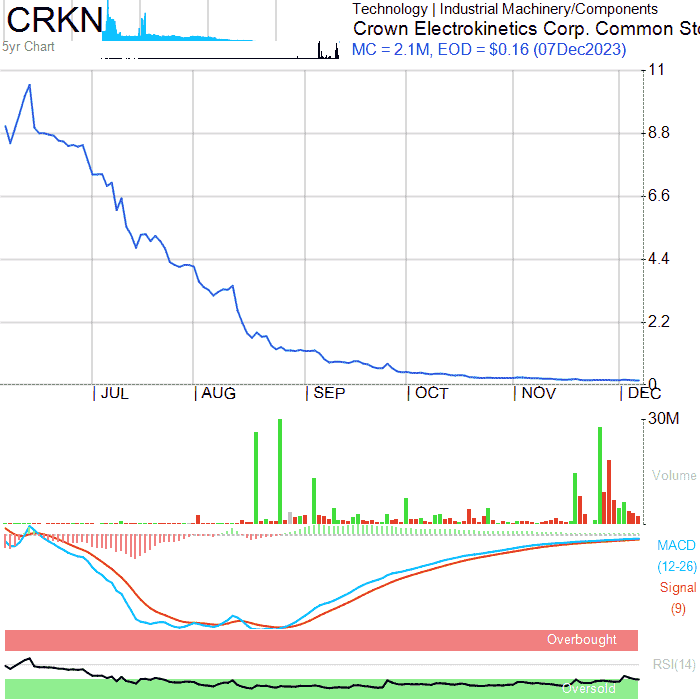 CRKN
Technology | Industrial Machinery/Components
Crown Electrokinetics Corp. Common Sto
5yr Chart
MC = 2.1M, EOD = $0.16 (07Dec2023)
11
8.8
6.6
4.4
2.2
0
JUL
AUG
SEP
OCT
NOV
DEC
30M
Volume
MACD
(12-26)
Signal
(9)
Overbought
RSI(14)
Oversold